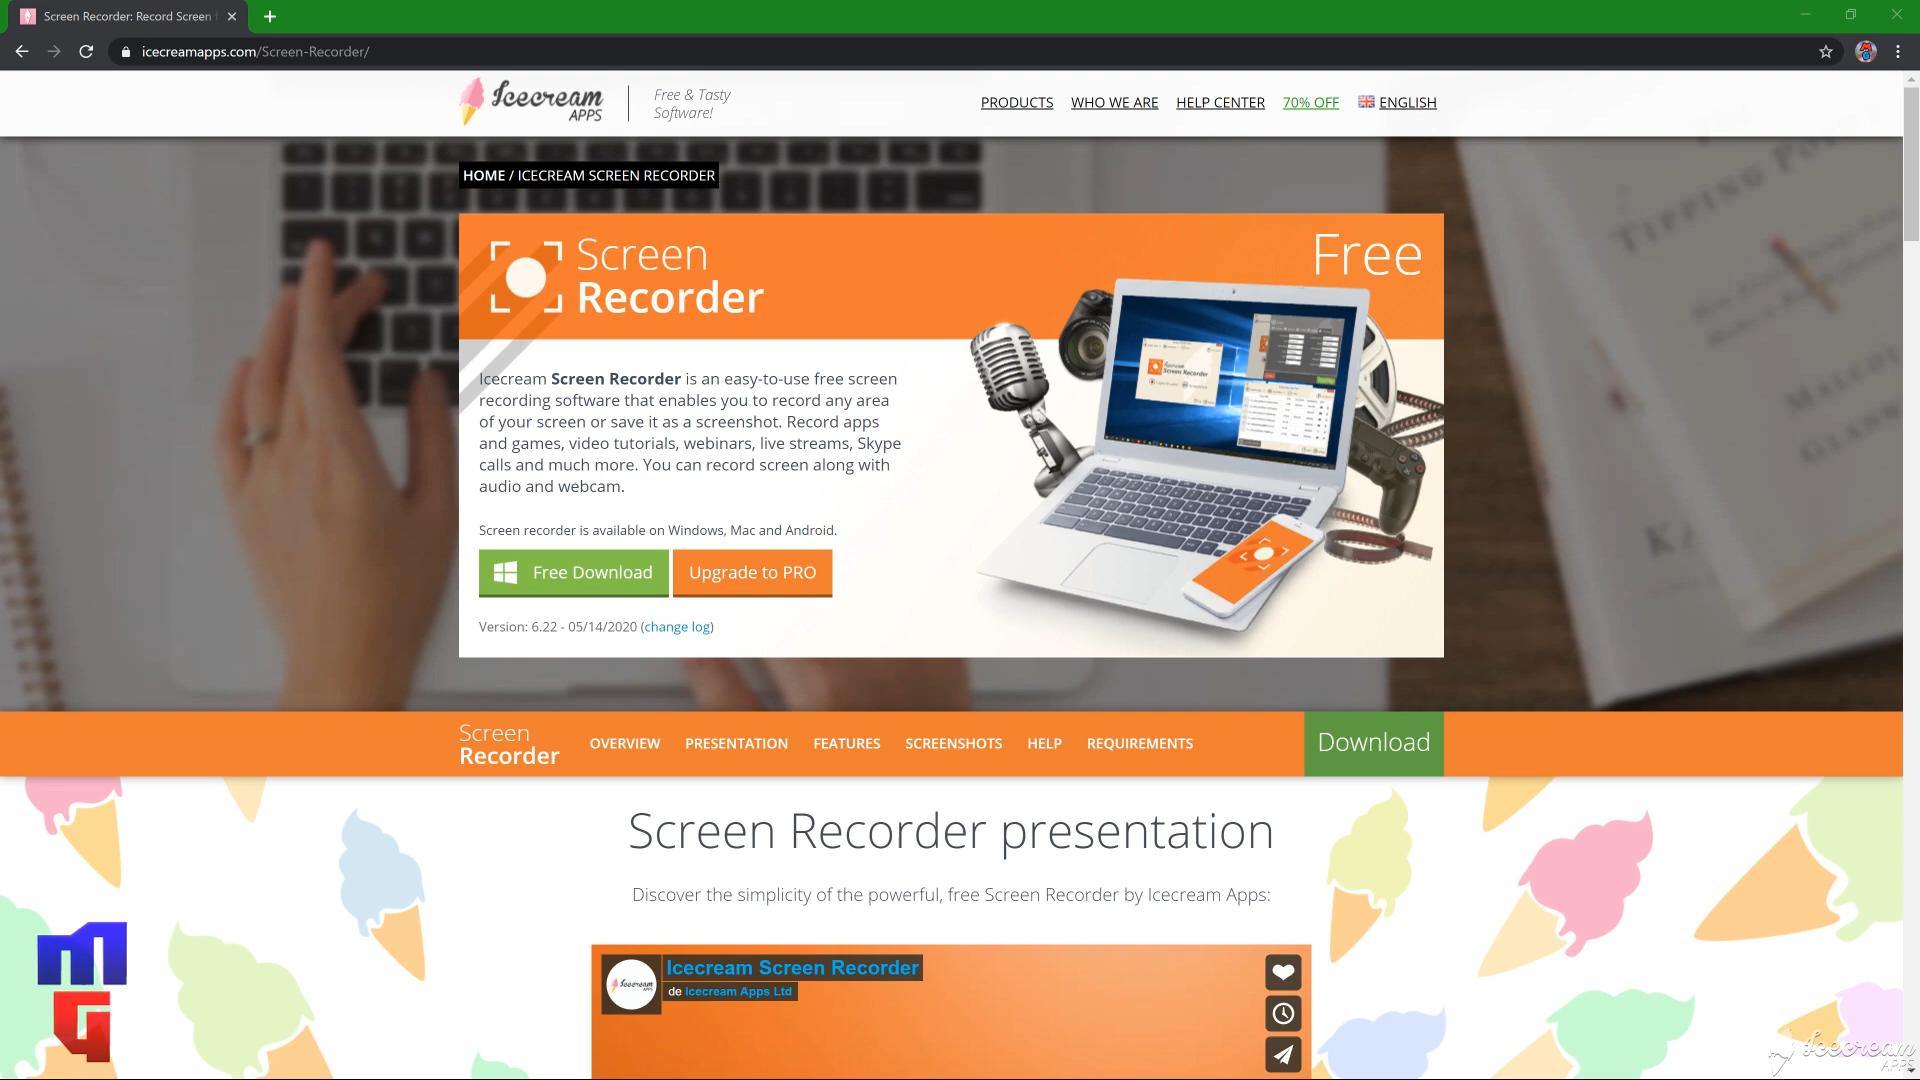 Screen Recorder: Record Screen
icecreamapps.com/Screen-Recorder/
Icecream
APPS
Free & Tasty
Software!
PRODUCTS WHO WE ARE HELP CENTER 70% OFF ENGLISH
HOME / ICECREAM SCREEN RECORDER
Screen
Recorder
Free
Icecream Screen Recorder is an easy-to-use free screen
recording software that enables you to record any area
of your screen or save it as a screenshot. Record apps
and games, video tutorials, webinars, live streams, Skype
calls and much more. You can record screen along with
audio and webcam.
Screen recorder is available on Windows, Mac and Android.
Free Download Upgrade to PRO
Version: 6.22 - 05/14/2020 (change log)
TIPPING
Screen
Recorder
OVERVIEW PRESENTATION FEATURES SCREENSHOTS HELP REQUIREMENTS
Download
Screen Recorder presentation
Discover the simplicity of the powerful, free Screen Recorder by Icecream Apps:
Icecream
APPS
Icecream Screen Recorder
de Icecream Apps Ltd
Icecream
APPS